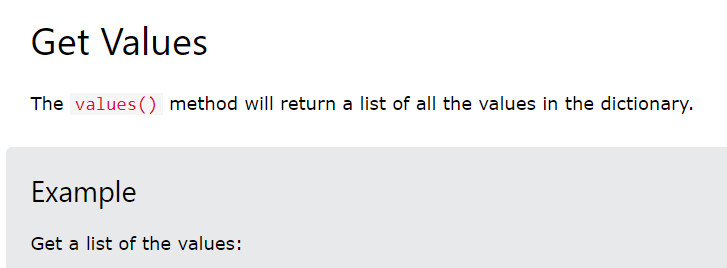 Get Values
The values() method will return a list of all the values in the dictionary.
Example
Get a list of the values: